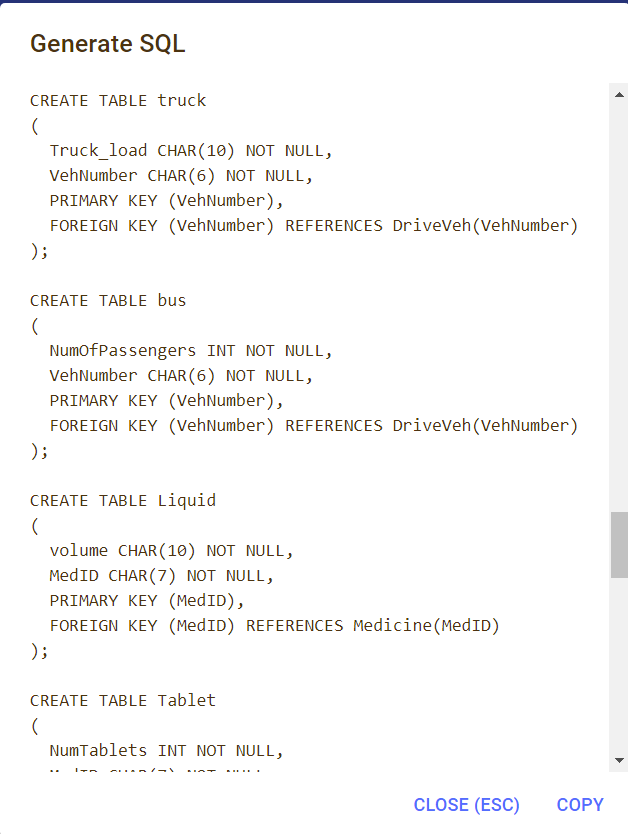 Generate SQL
CREATE TABLE truck
(
  Truck_load CHAR(10) NOT NULL,
  VehNumber CHAR(6) NOT NULL,
  PRIMARY KEY (VehNumber),
  FOREIGN KEY (VehNumber) REFERENCES DriveVeh(VehNumber)
);
CREATE TABLE bus
(
  NumOfPassengers INT NOT NULL,
  VehNumber CHAR(6) NOT NULL,
  PRIMARY KEY (VehNumber),
  FOREIGN KEY (VehNumber) REFERENCES DriveVeh(VehNumber)
);
CREATE TABLE Liquid
(
  volume CHAR(10) NOT NULL,
  MedID CHAR(7) NOT NULL,
  PRIMARY KEY (MedID),
  FOREIGN KEY (MedID) REFERENCES Medicine(MedID)
);
CREATE TABLE Tablet
(
  NumTablets INT NOT NULL,
CLOSE (ESC) COPY